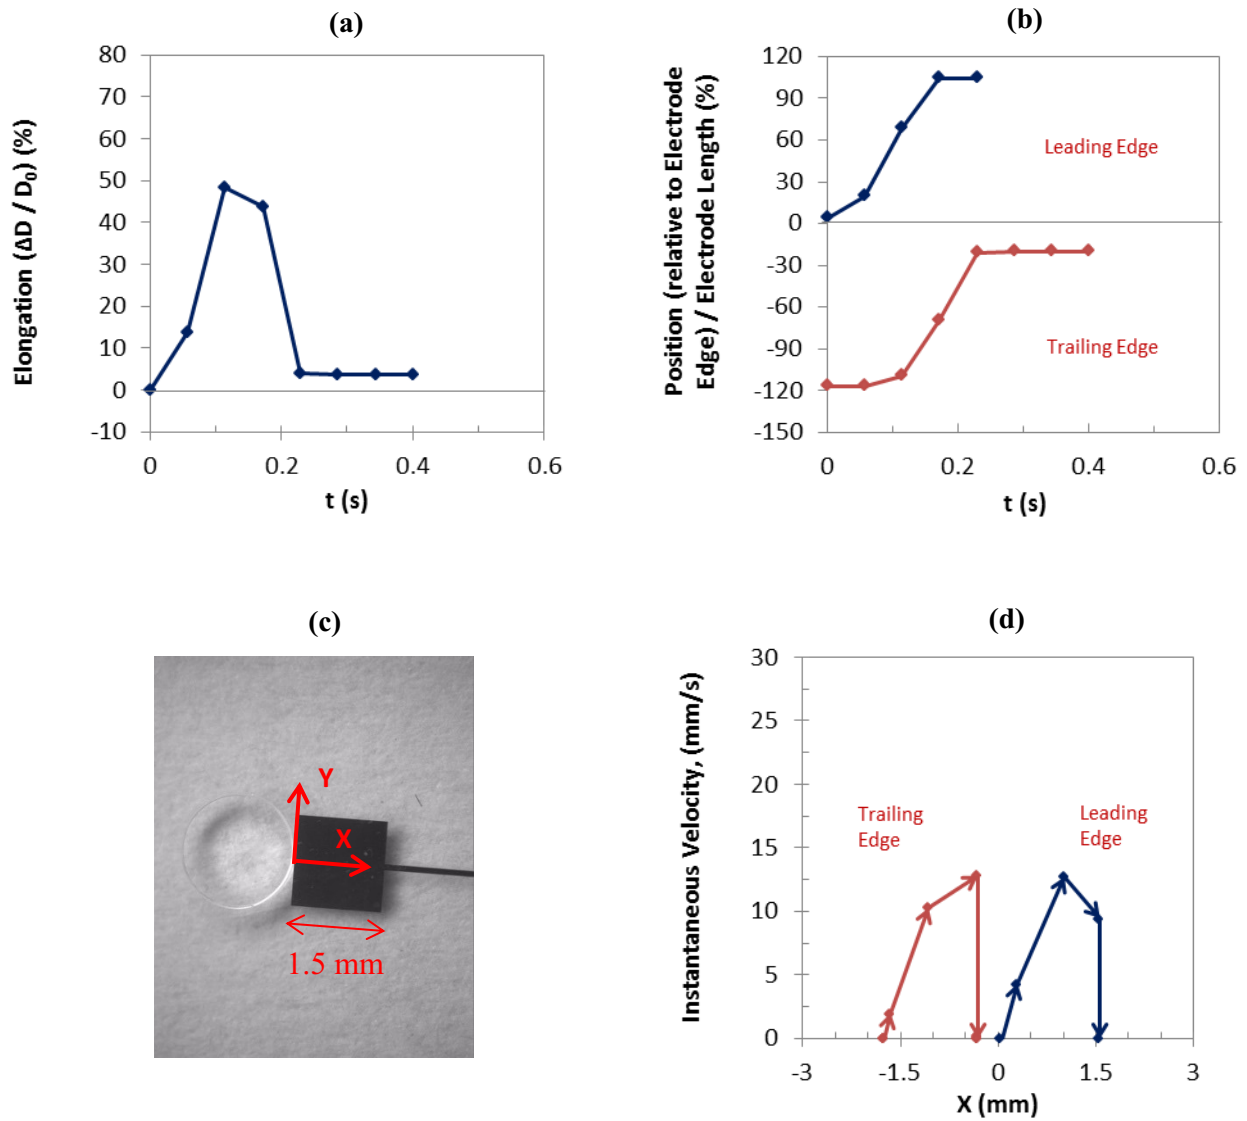 (a)
Elongation (ΔD / D₀) (%)
80
70
60
50
40
30
20
10
0
-10
0
0.2
0.4
0.6
t (s)
(b)
Position (relative to Electrode
Edge) / Electrode Length (%)
120
90
60
30
0
-30
-60
-90
-120
-150
Leading Edge
Trailing Edge
0
0.2
0.4
0.6
t (s)
(c)
Y
X
1.5 mm
(d)
Instantaneous Velocity, (mm/s)
30
25
20
15
10
5
0
Trailing
Edge
Leading
Edge
-3
-1.5
0
1.5
3
X (mm)